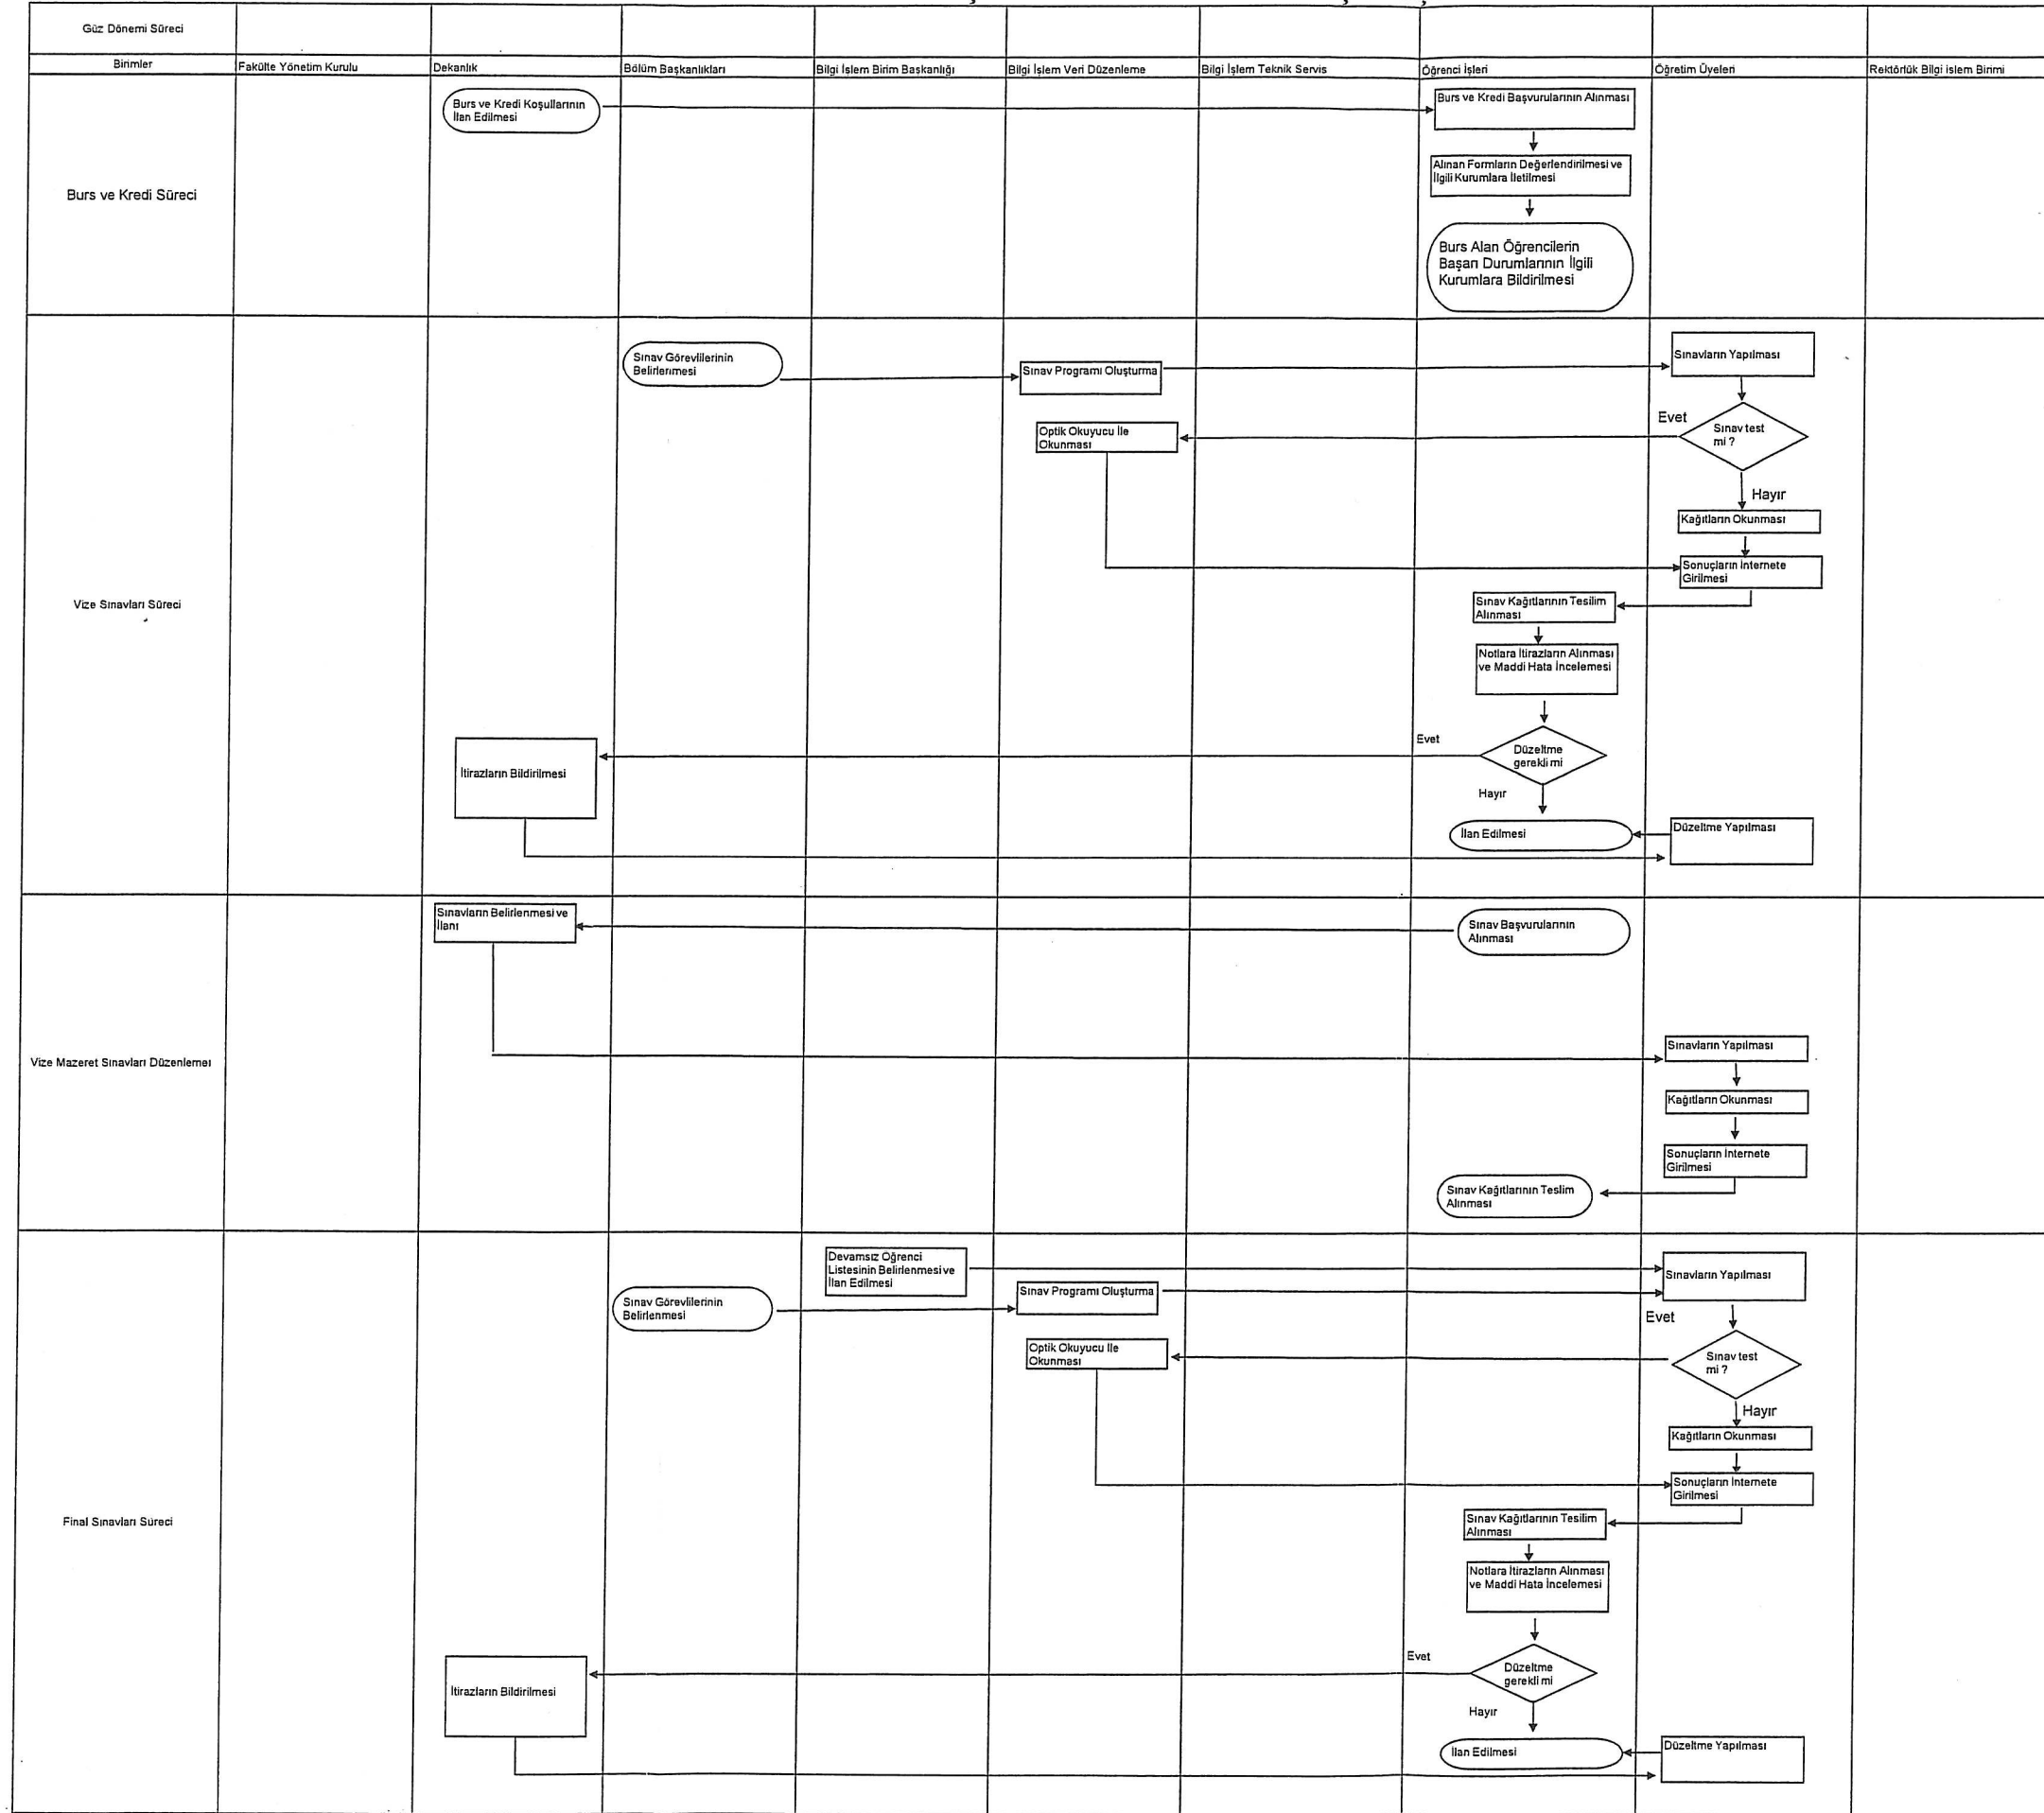 Güz Dönemi Süreci
Birimler
Fakülte Yönetim Kurulu
Dekanlık
Bölüm Başkanlıkları
Bilgi İşlem Birim Başkanlığı
Bilgi İşlem Veri Düzenleme
Bilgi İşlem Teknik Servis
Öğrenci İşleri
Öğretim Üyeleri
Rektörlük Bilgi işlem Birimi
Burs ve Kredi Süreci
Burs ve Kredi Koşullarının
İlan Edilmesi
Burs ve Kredi Başvurularının Alınması
Alınan Formların Değerlendirilmesi ve
İlgili Kurumlara İletilmesi
Burs Alan Öğrencilerin
Başarı Durumlarının İlgili
Kurumlara Bildirilmesi
Vize Sınavları Süreci
Sınav Görevlilerinin
Belirlenmesi
Sınav Programı Oluşturma
Sınavların Yapılması
Evet
Sınav test
mi ?
Optik Okuyucu İle
Okunması
Hayır
Kağıtların Okunması
Sonuçların İnternete
Girilmesi
Sınav Kağıtlarının Tesilim
Alınması
Notlara İtirazların Alınması
ve Maddi Hata İncelemesi
Evet
Düzeltme
gerekli mi
İtirazların Bildirilmesi
Hayır
İlan Edilmesi
Düzeltme Yapılması
Vize Mazeret Sınavları Düzenlemeı
Sınavların Belirlenmesi ve
İlanı
Sınav Başvurularının
Alınması
Sınavların Yapılması
Kağıtların Okunması
Sonuçların İnternete
Girilmesi
Sınav Kağıtlarının Teslim
Alınması
Final Sınavları Süreci
Devamsız Öğrenci
Listesinin Belirlenmesi ve
İlan Edilmesi
Sınav Görevlilerinin
Belirlenmesi
Sınav Programı Oluşturma
Sınavların Yapılması
Evet
Sınav test
mi ?
Optik Okuyucu İle
Okunması
Hayır
Kağıtların Okunması
Sonuçların İnternete
Girilmesi
Sınav Kağıtlarının Tesilim
Alınması
Notlara İtirazların Alınması
ve Maddi Hata İncelemesi
Evet
Düzeltme
gerekli mi
İtirazların Bildirilmesi
Hayır
İlan Edilmesi
Düzeltme Yapılması